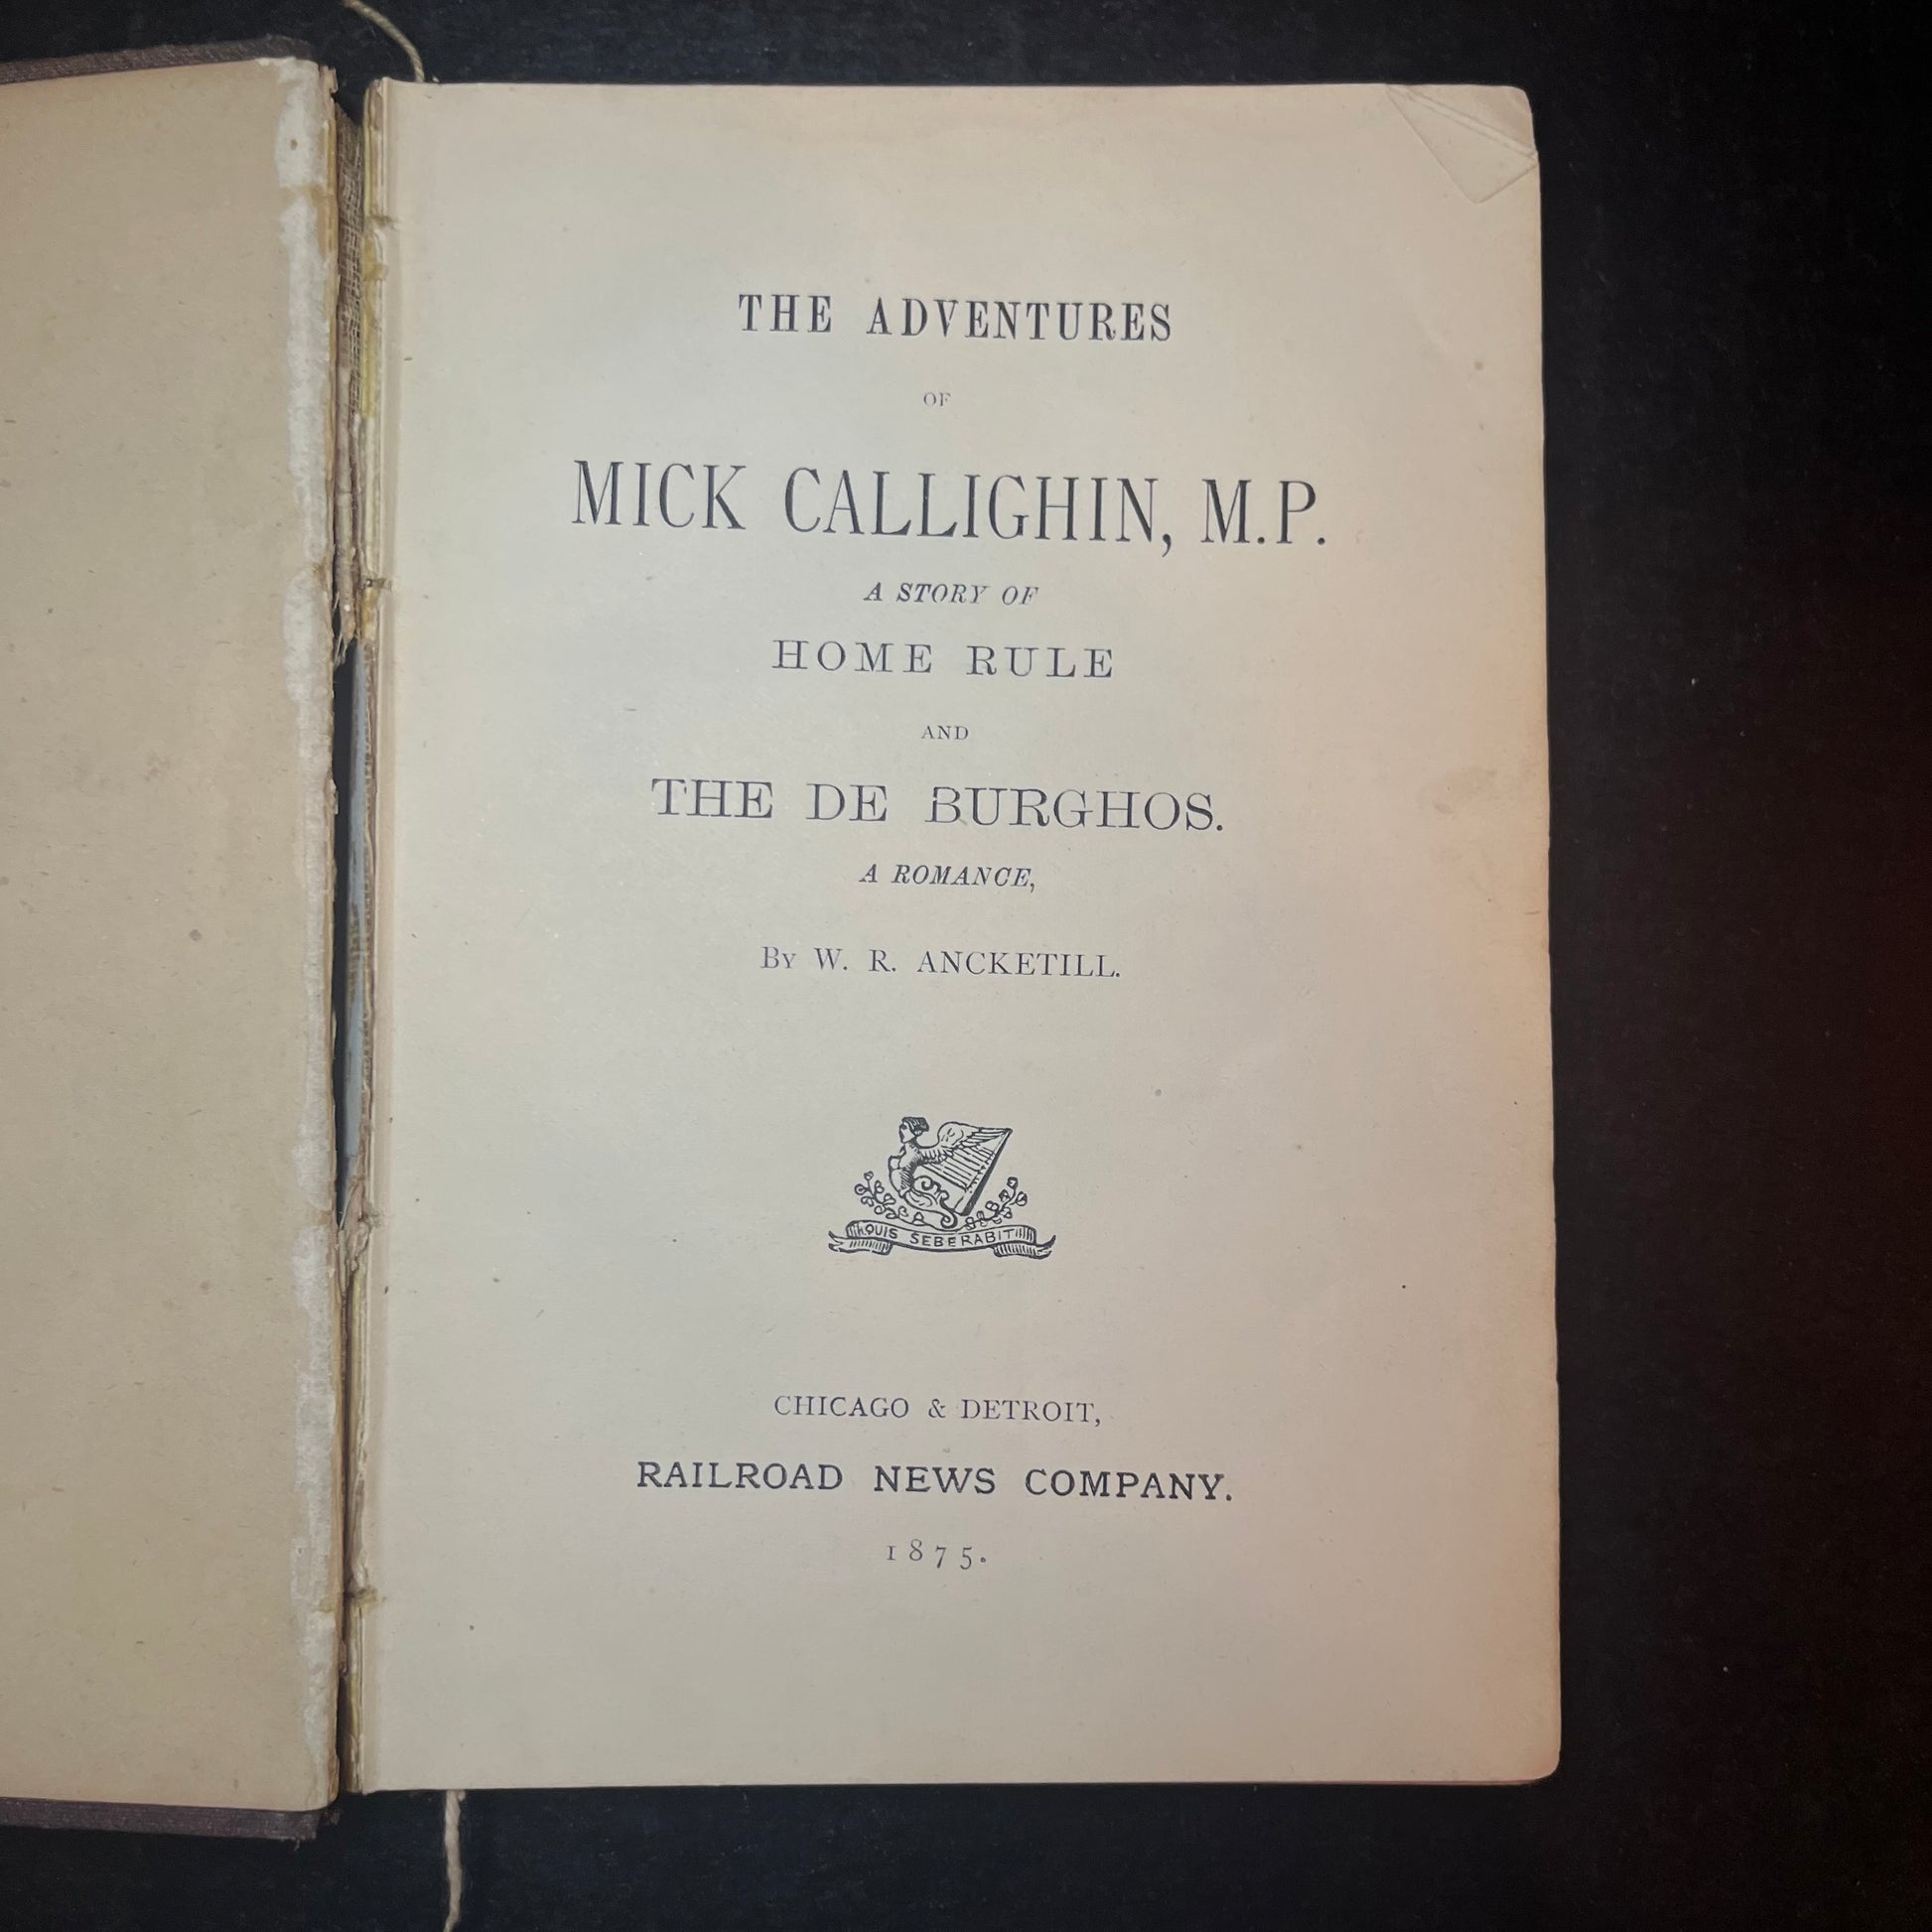 THE ADVENTURES
OF
MICK CALLIGHIN, M.P.
A STORY OF
HOME RULE
AND
THE DE BURGHOS.
A ROMANCE,
By W. R. ANCKETILL.
QUIS SEBERABIT
CHICAGO & DETROIT,
RAILROAD NEWS COMPANY.
1875.